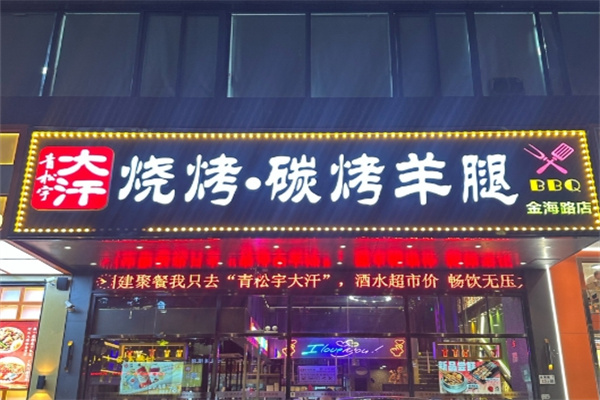 青松宇
大汗
烧烤·碳烤羊腿
BBQ
金海路店
建聚餐我只去“青松宇大汗”，酒水超市价 畅饮无压
I love you!